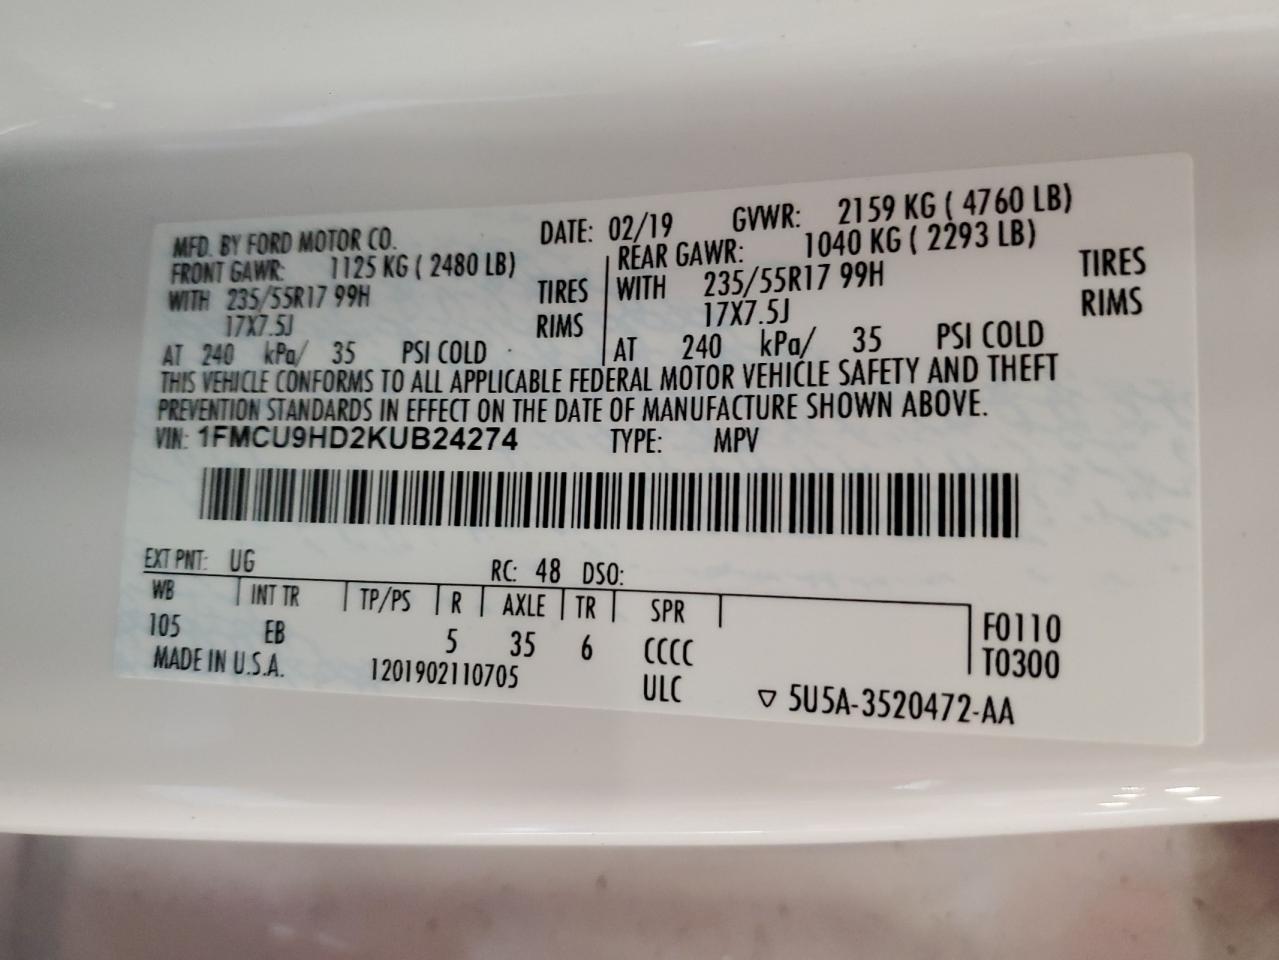 MFD. BY FORD MOTOR CO. DATE: 02/19 GVWR: 2159 KG ( 4760 LB)
FRONT GAWR: 1125 KG ( 2480 LB) REAR GAWR: 1040 KG ( 2293 LB)
WITH 235/55R17 99H TIRES WITH 235/55R17 99H TIRES
17X7.5J RIMS 17X7.5J RIMS
AT 240 kPa/ 35 PSI COLD AT 240 kPa/ 35 PSI COLD
THIS VEHICLE CONFORMS TO ALL APPLICABLE FEDERAL MOTOR VEHICLE SAFETY AND THEFT
PREVENTION STANDARDS IN EFFECT ON THE DATE OF MANUFACTURE SHOWN ABOVE.
VIN: 1FMCU9HD2KUB24274 TYPE: MPV
EXT PNT: UG RC: 48 DSO:
WB INT TR TP/PS R AXLE TR SPR F0110
105 EB 5 35 6 CCCC T0300
MADE IN U.S.A. 1201902110705 ULC ▽ 5U5A-3520472-AA